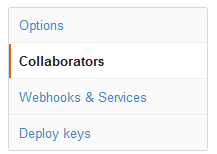 Options
Collaborators
Webhooks & Services
Deploy keys